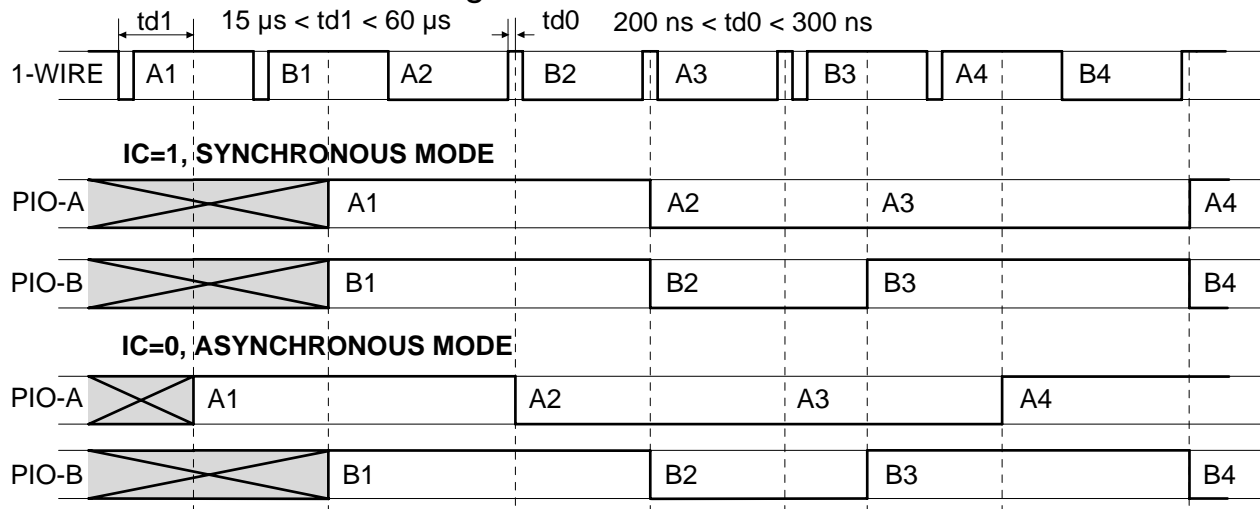 td1 15 µs < td1 < 60 µs td0 200 ns < td0 < 300 ns
1-WIRE A1 B1 A2 B2 A3 B3 A4 B4
IC=1, SYNCHRONOUS MODE
PIO-A A1 A2 A3 A4
PIO-B B1 B2 B3 B4
IC=0, ASYNCHRONOUS MODE
PIO-A A1 A2 A3 A4
PIO-B B1 B2 B3 B4